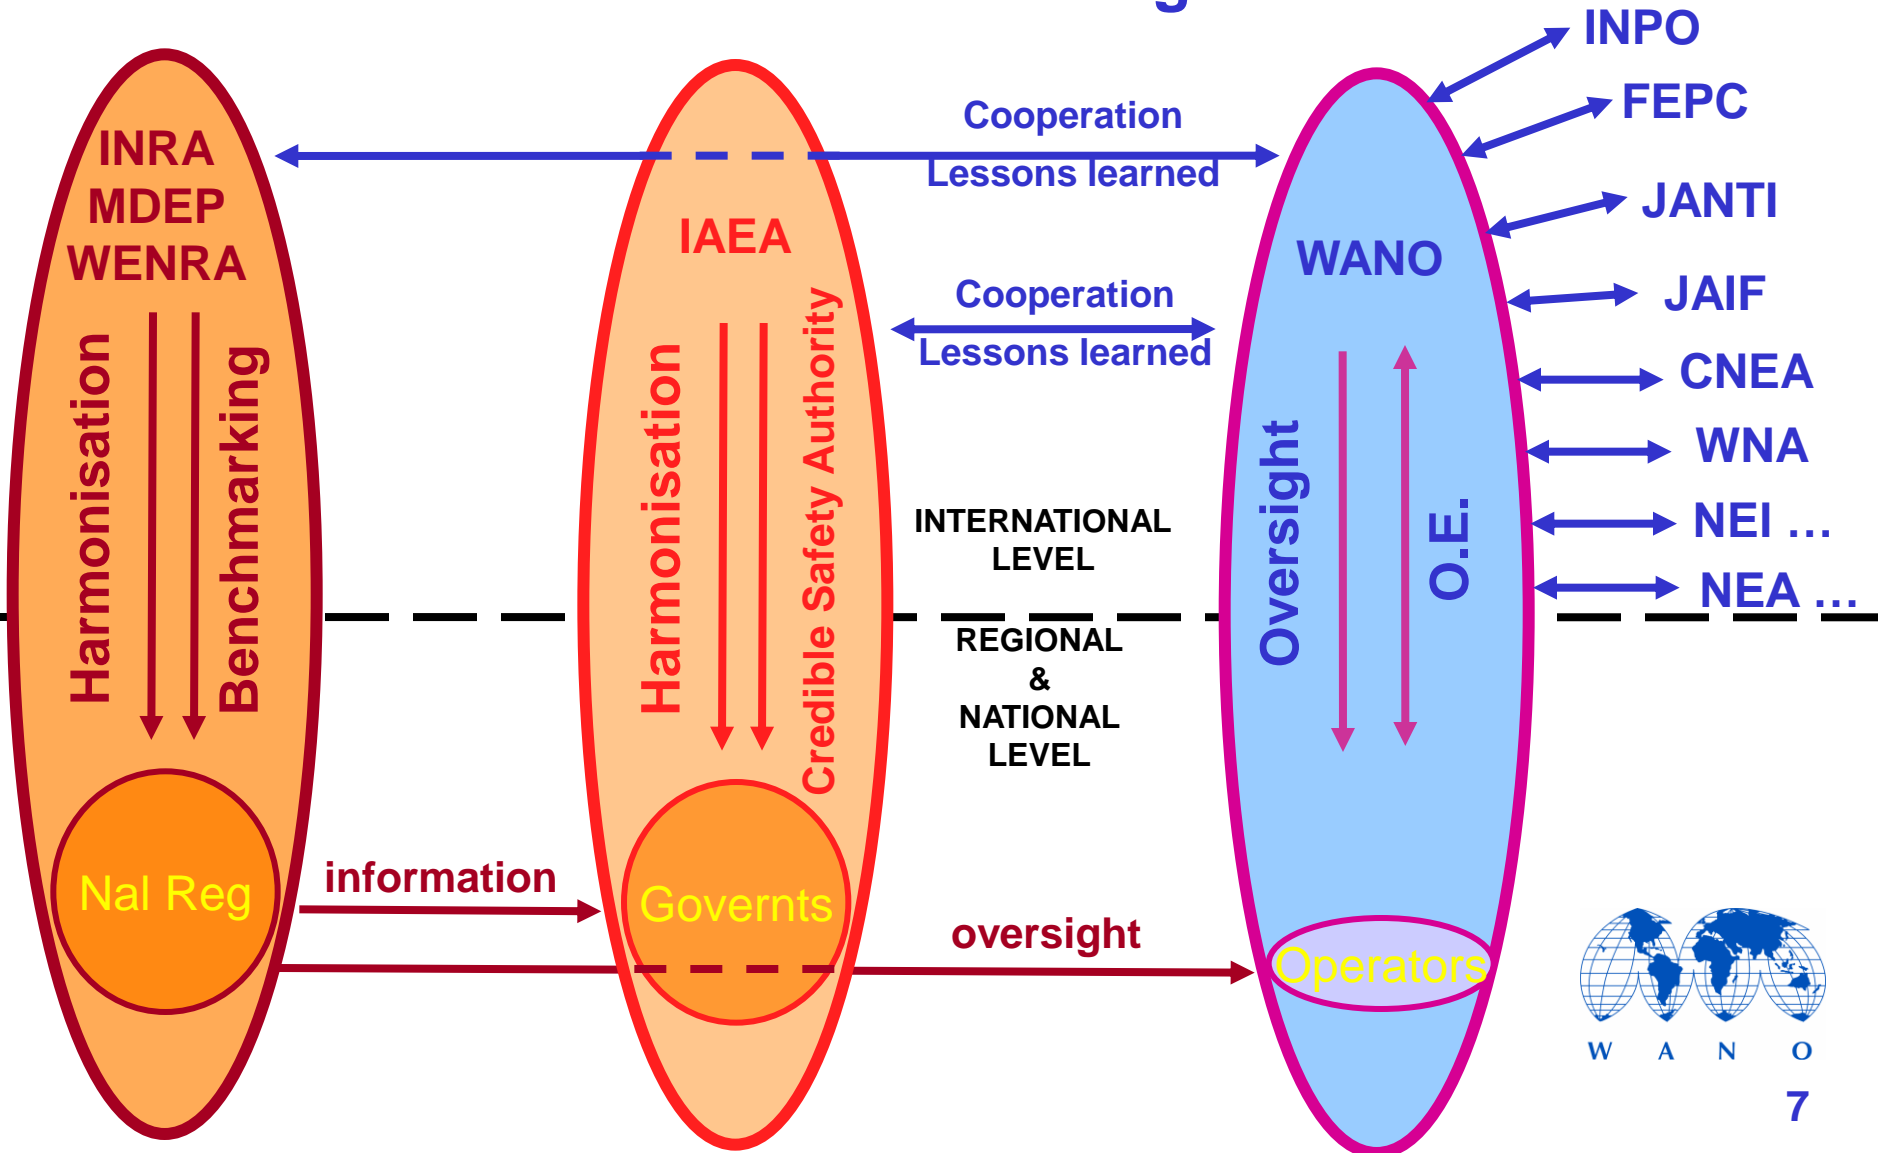 INPO
FEPC
JANTI
JAIF
CNEA
WNA
NEI …
NEA …
INRA
MDEP
WENRA
Harmonisation
Benchmarking
Nal Reg
Cooperation
Lessons learned
IAEA
Harmonisation
Credible Safety Authority
Governts
Cooperation
Lessons learned
WANO
Oversight
O.E.
Operators
INTERNATIONAL
LEVEL
REGIONAL
&
NATIONAL
LEVEL
information
oversight
W A N O
7